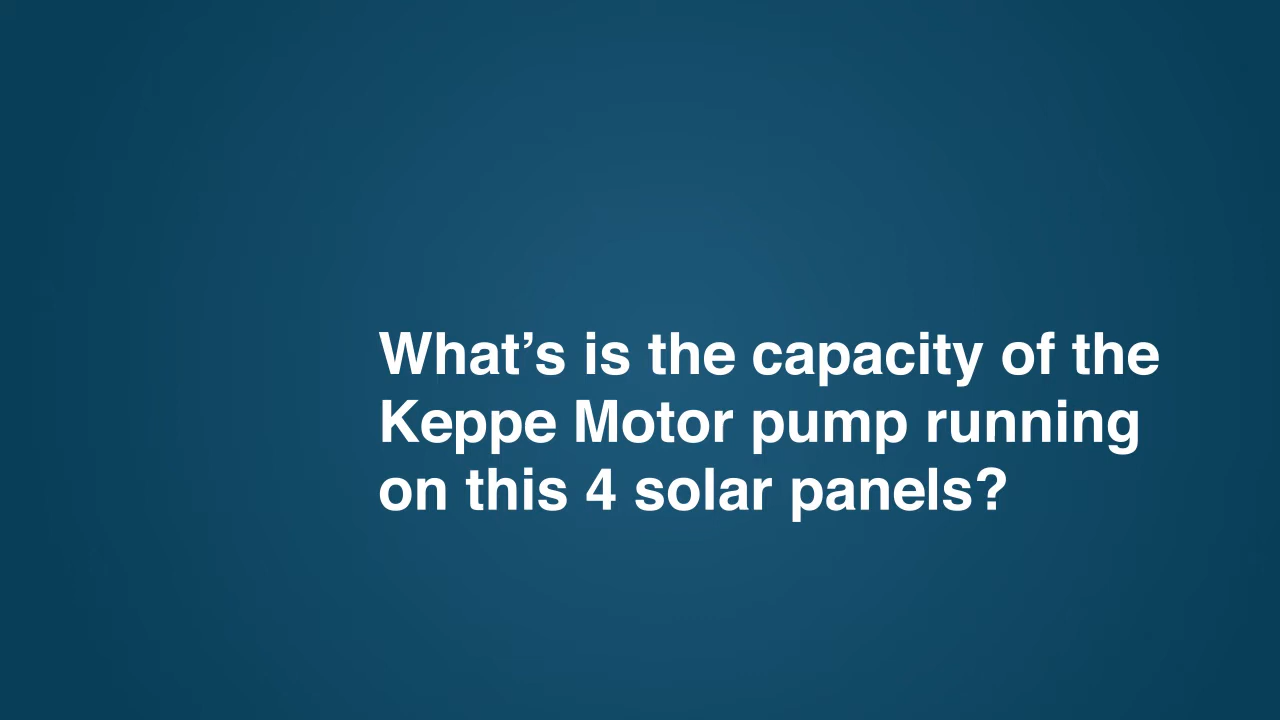 What’s is the capacity of the
Keppe Motor pump running
on this 4 solar panels?